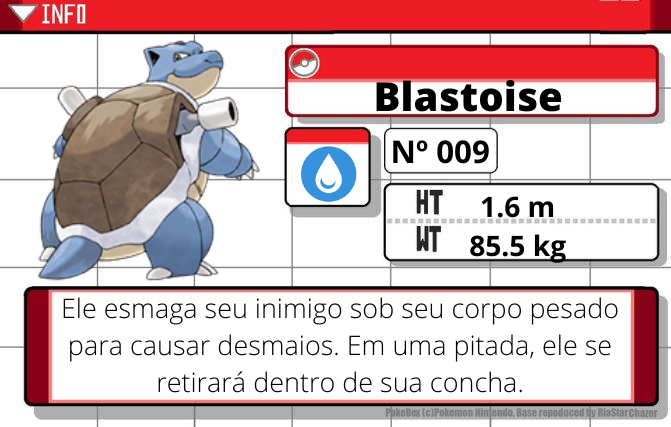 INFO
Blastoise
Nº 009
HT 1.6 m
WT 85.5 kg
Ele esmaga seu inimigo sob seu corpo pesado
para causar desmaios. Em uma pitada, ele se
retirará dentro de sua concha.
PokeDex (c)Pokemon Nintendo. Base reproduced by RiaStarChazer